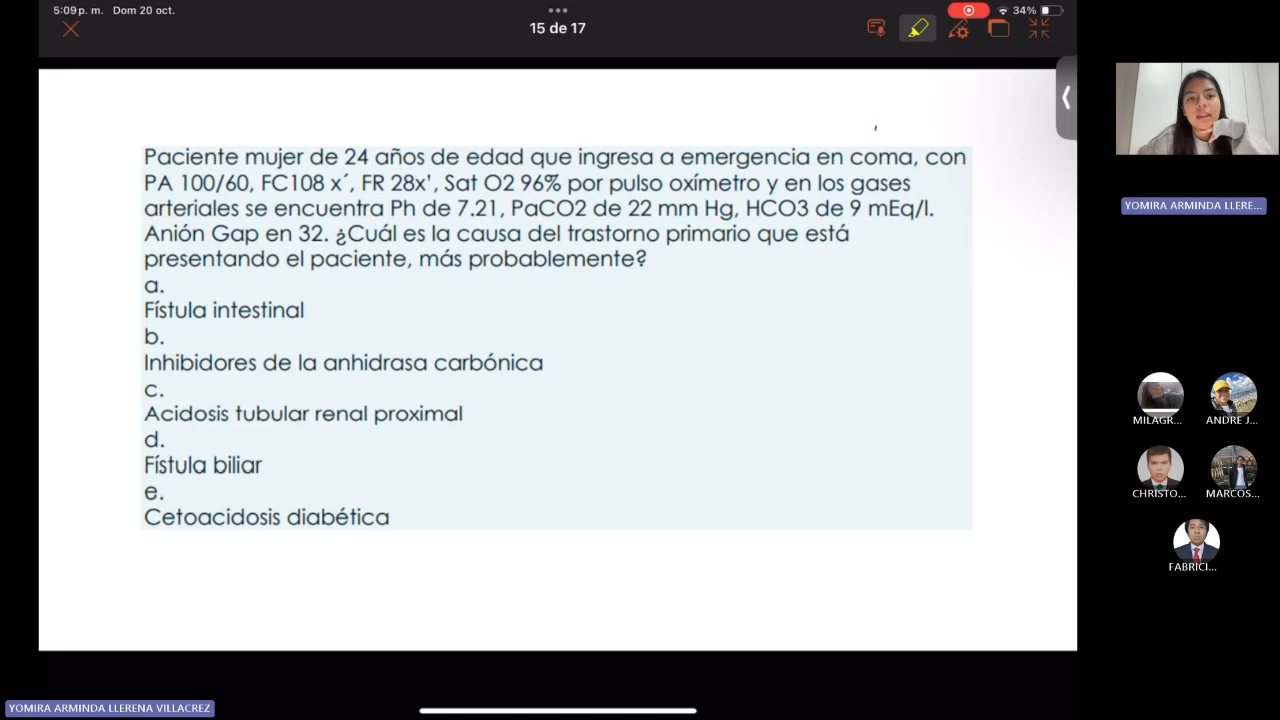 5:09 p. m. Dom 20 oct.
34%
15 de 17
Paciente mujer de 24 años de edad que ingresa a emergencia en coma, con
PA 100/60, FC108 x´, FR 28x', Sat O2 96% por pulso oxímetro y en los gases
arteriales se encuentra Ph de 7.21, PaCO2 de 22 mm Hg, HCO3 de 9 mEq/l.
Anión Gap en 32. ¿Cuál es la causa del trastorno primario que está
presentando el paciente, más probablemente?
a.
Fístula intestinal
b.
Inhibidores de la anhidrasa carbónica
c.
Acidosis tubular renal proximal
d.
Fístula biliar
e.
Cetoacidosis diabética
YOMIRA ARMINDA LLERE...
MILAGR... ANDRE J...
CHRISTO... MARCOS...
FABRICI...
YOMIRA ARMINDA LLERENA VILLACREZ